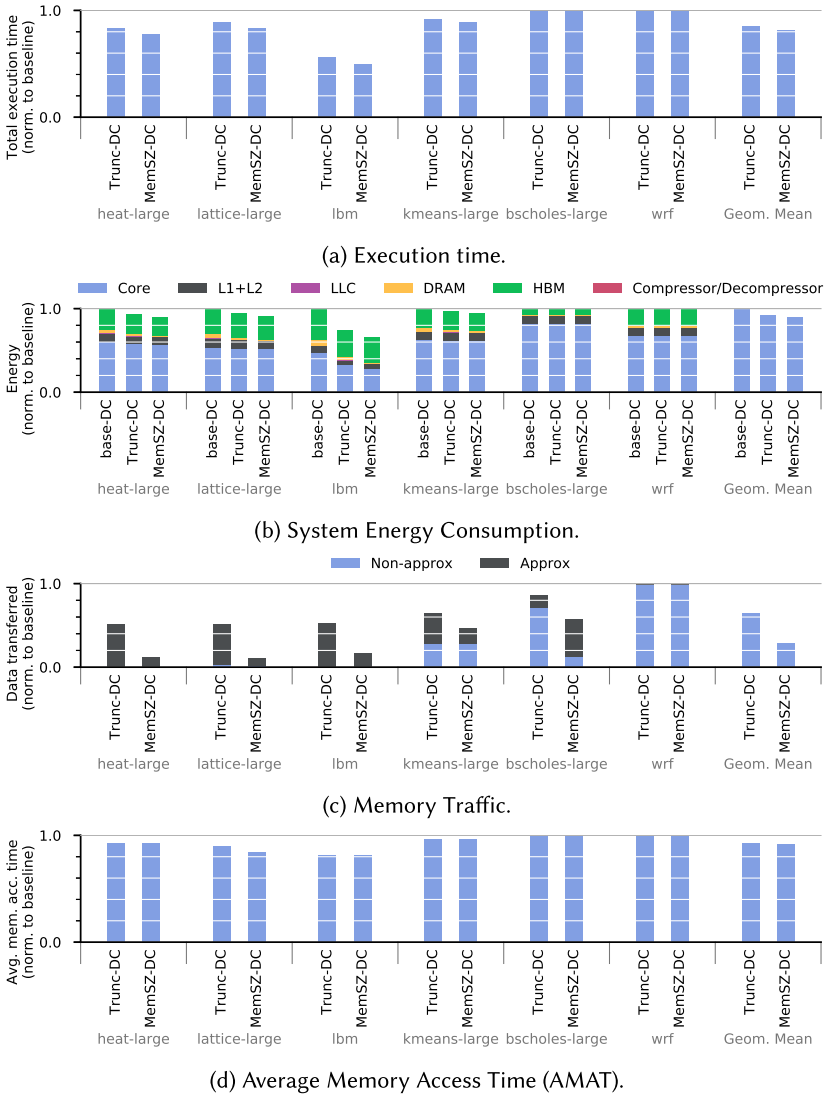 Total execution time
(norm. to baseline)
1.0
0.0
Trunc-DC MemSZ-DC Trunc-DC MemSZ-DC Trunc-DC MemSZ-DC Trunc-DC MemSZ-DC Trunc-DC MemSZ-DC Trunc-DC MemSZ-DC Trunc-DC MemSZ-DC
heat-large lattice-large lbm kmeans-large bscholes-large wrf Geom. Mean
(a) Execution time.
Core L1+L2 LLC DRAM HBM Compressor/Decompressor
Energy
(norm. to baseline)
1.0
0.0
base-DC Trunc-DC MemSZ-DC base-DC Trunc-DC MemSZ-DC base-DC Trunc-DC MemSZ-DC base-DC Trunc-DC MemSZ-DC base-DC Trunc-DC MemSZ-DC base-DC Trunc-DC MemSZ-DC base-DC Trunc-DC MemSZ-DC
heat-large lattice-large lbm kmeans-large bscholes-large wrf Geom. Mean
(b) System Energy Consumption.
Non-approx Approx
Data transferred
(norm. to baseline)
1.0
0.0
Trunc-DC MemSZ-DC Trunc-DC MemSZ-DC Trunc-DC MemSZ-DC Trunc-DC MemSZ-DC Trunc-DC MemSZ-DC Trunc-DC MemSZ-DC Trunc-DC MemSZ-DC
heat-large lattice-large lbm kmeans-large bscholes-large wrf Geom. Mean
(c) Memory Traffic.
Avg. mem. acc. time
(norm. to baseline)
1.0
0.0
Trunc-DC MemSZ-DC Trunc-DC MemSZ-DC Trunc-DC MemSZ-DC Trunc-DC MemSZ-DC Trunc-DC MemSZ-DC Trunc-DC MemSZ-DC Trunc-DC MemSZ-DC
heat-large lattice-large lbm kmeans-large bscholes-large wrf Geom. Mean
(d) Average Memory Access Time (AMAT).